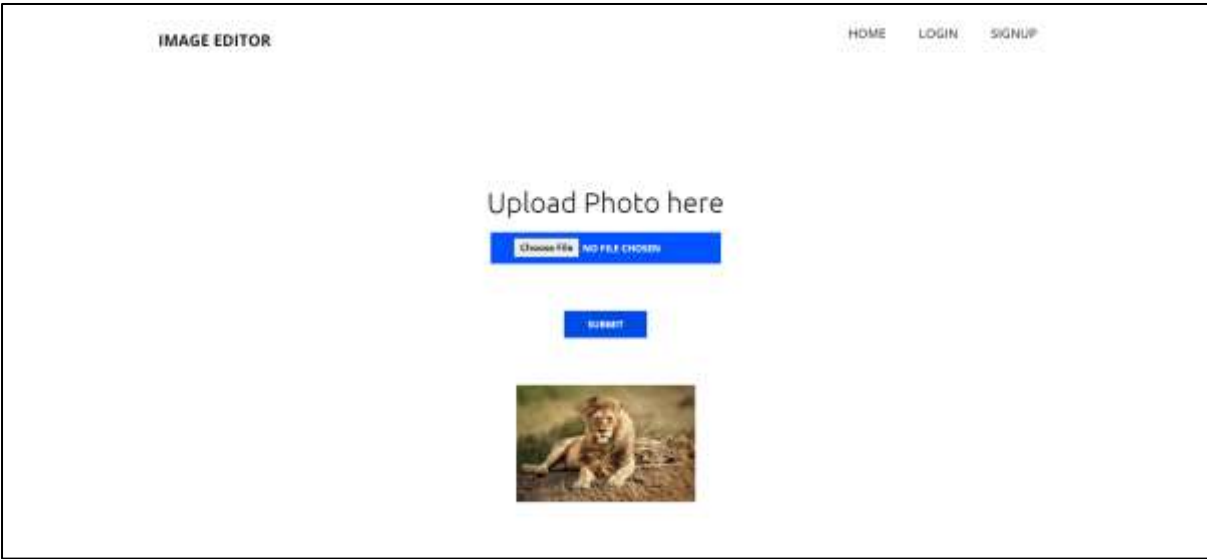 IMAGE EDITOR
HOME LOGIN SIGNUP
Upload Photo here
Choose File NO FILE CHOSEN
SUBMIT